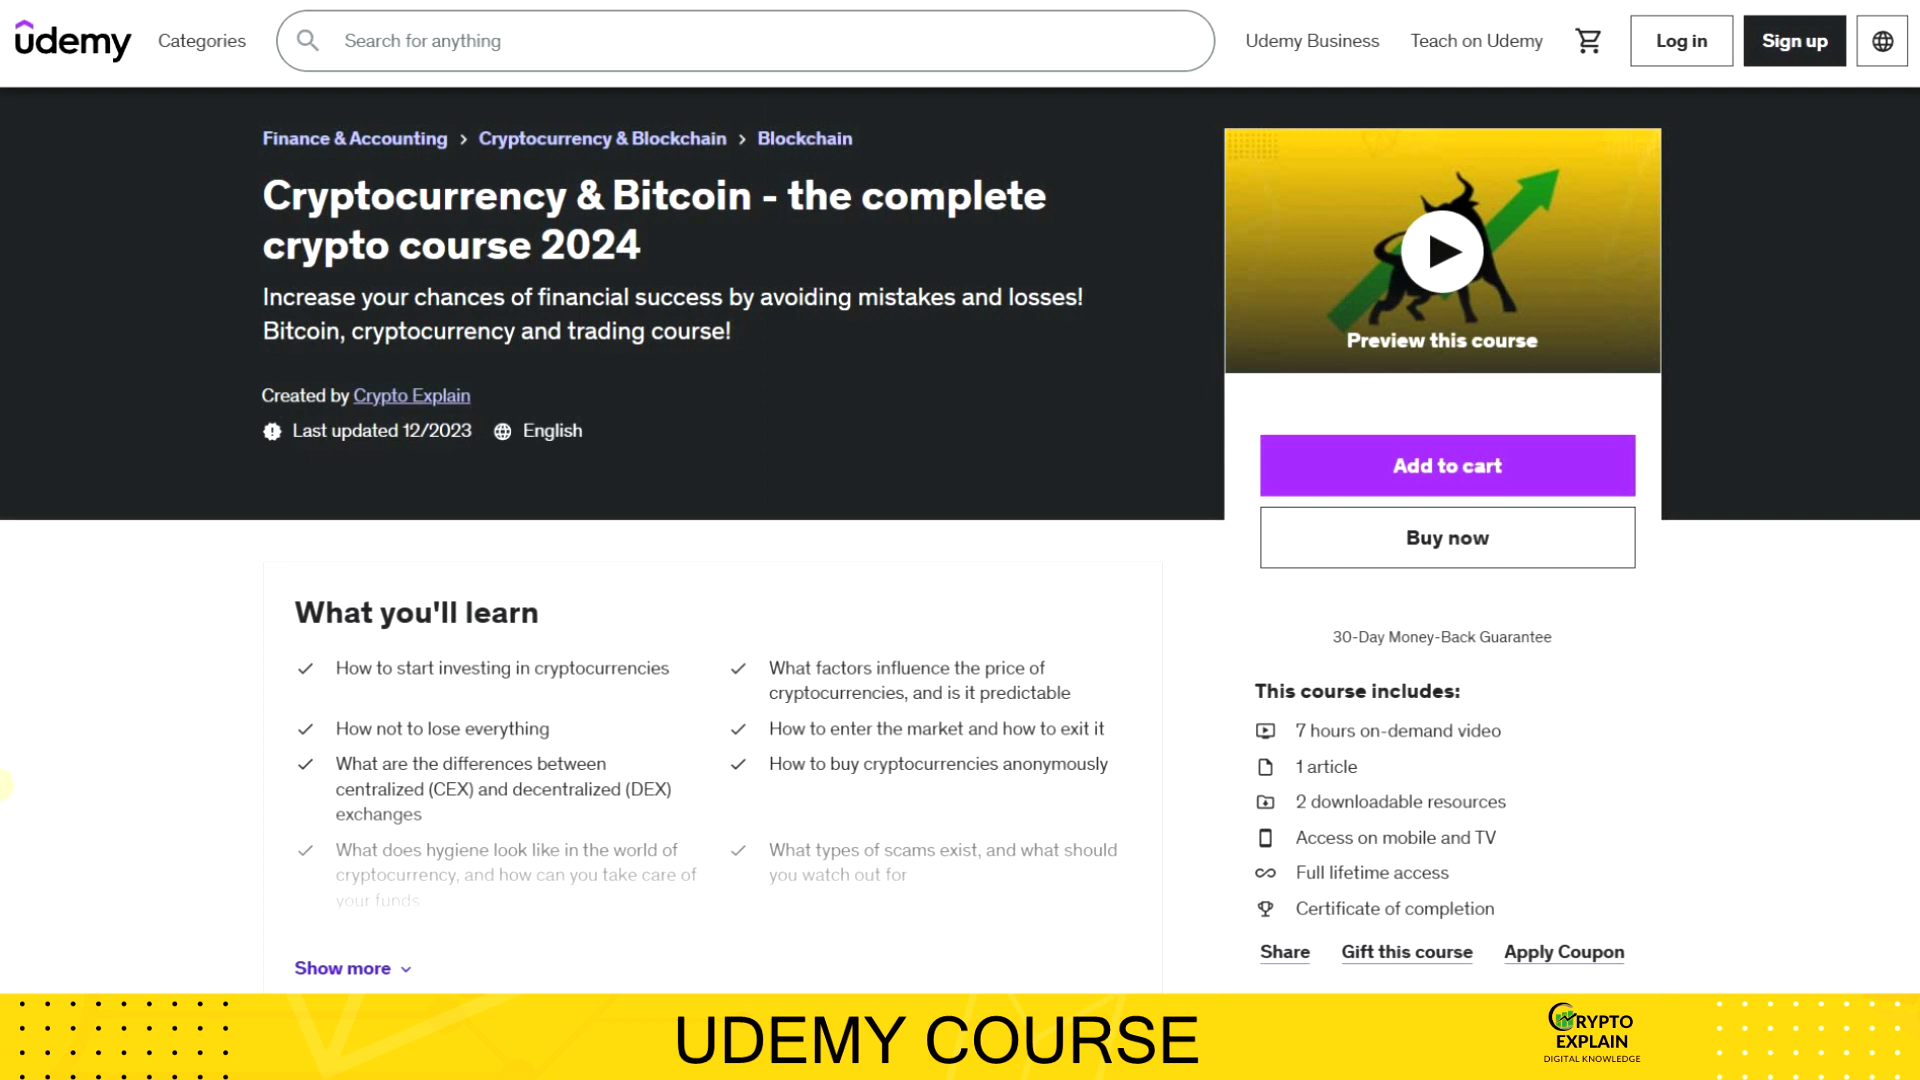 udemy
Categories
Search for anything
Udemy Business
Teach on Udemy
Log in
Sign up
Finance & Accounting > Cryptocurrency & Blockchain > Blockchain
Cryptocurrency & Bitcoin - the complete
crypto course 2024
Increase your chances of financial success by avoiding mistakes and losses!
Bitcoin, cryptocurrency and trading course!
Created by Crypto Explain
Last updated 12/2023 English
Preview this course
Add to cart
Buy now
30-Day Money-Back Guarantee
This course includes:
7 hours on-demand video
1 article
2 downloadable resources
Access on mobile and TV
Full lifetime access
Certificate of completion
Share Gift this course Apply Coupon
What you'll learn
How to start investing in cryptocurrencies
What factors influence the price of
cryptocurrencies, and is it predictable
How not to lose everything
How to enter the market and how to exit it
What are the differences between
centralized (CEX) and decentralized (DEX)
exchanges
How to buy cryptocurrencies anonymously
What does hygiene look like in the world of
cryptocurrency, and how can you take care of
your funds
What types of scams exist, and what should
you watch out for
Show more
UDEMY COURSE
CRYPTO
EXPLAIN
DIGITAL KNOWLEDGE